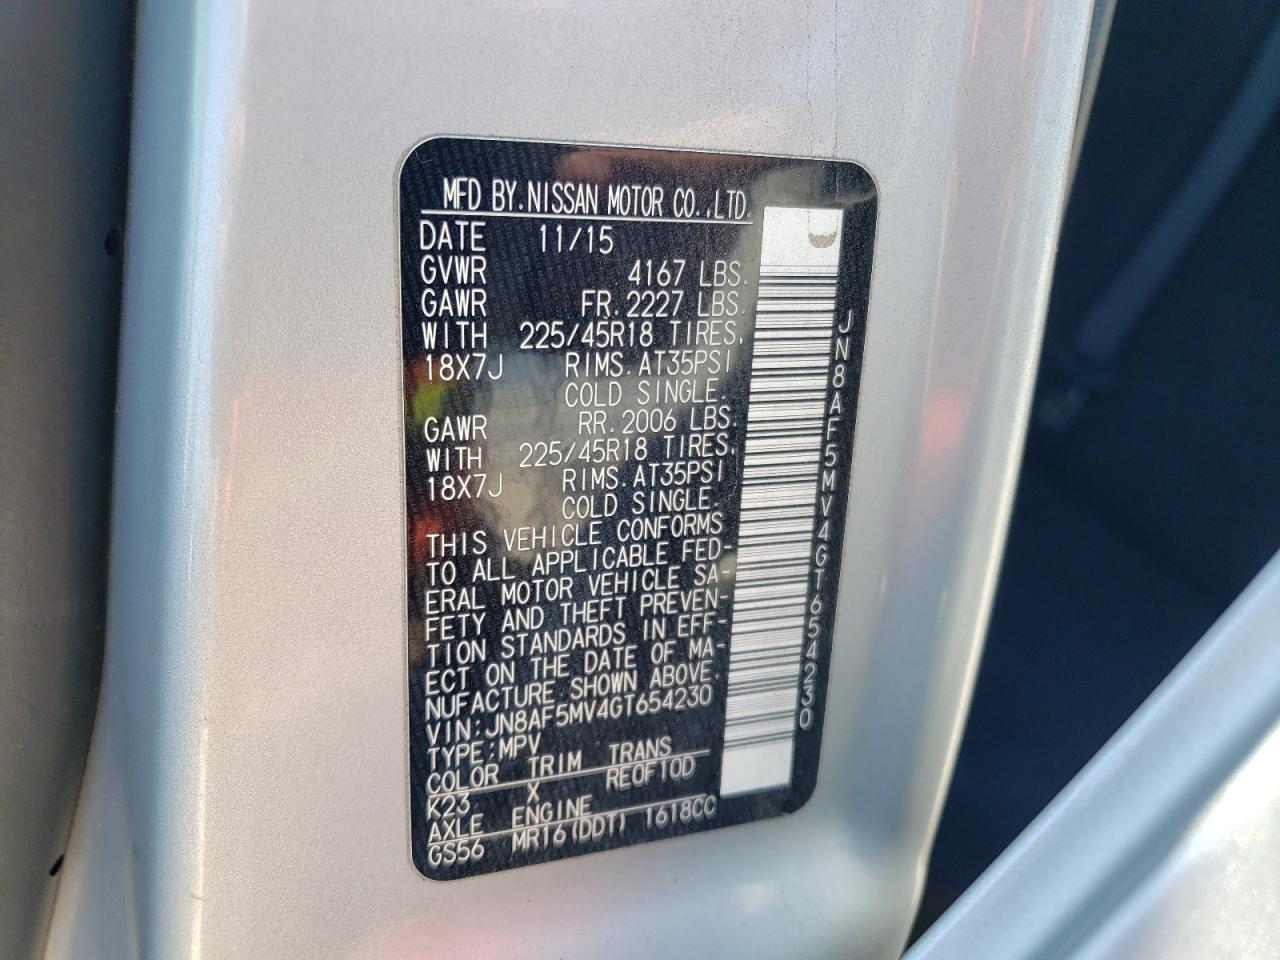 MFD BY.NISSAN MOTOR CO.,LTD.
DATE 11/15
GVWR 4167 LBS.
GAWR FR.2227 LBS.
WITH 225/45R18 TIRES,
18X7J RIMS.AT35PSI
COLD SINGLE.
GAWR RR.2006 LBS.
WITH 225/45R18 TIRES,
18X7J RIMS.AT35PSI
COLD SINGLE.
THIS VEHICLE CONFORMS
TO ALL APPLICABLE FED-
ERAL MOTOR VEHICLE SA-
FETY AND THEFT PREVEN-
TION STANDARDS IN EFF-
ECT ON THE DATE OF MA-
NUFACTURE SHOWN ABOVE.
VIN:JN8AF5MV4GT654230
TYPE:MPV
COLOR TRIM TRANS
K23 X RE0F10D
AXLE ENGINE
GS56 MR16(DDT) 1618CC
JN8AF5MV4GT654230